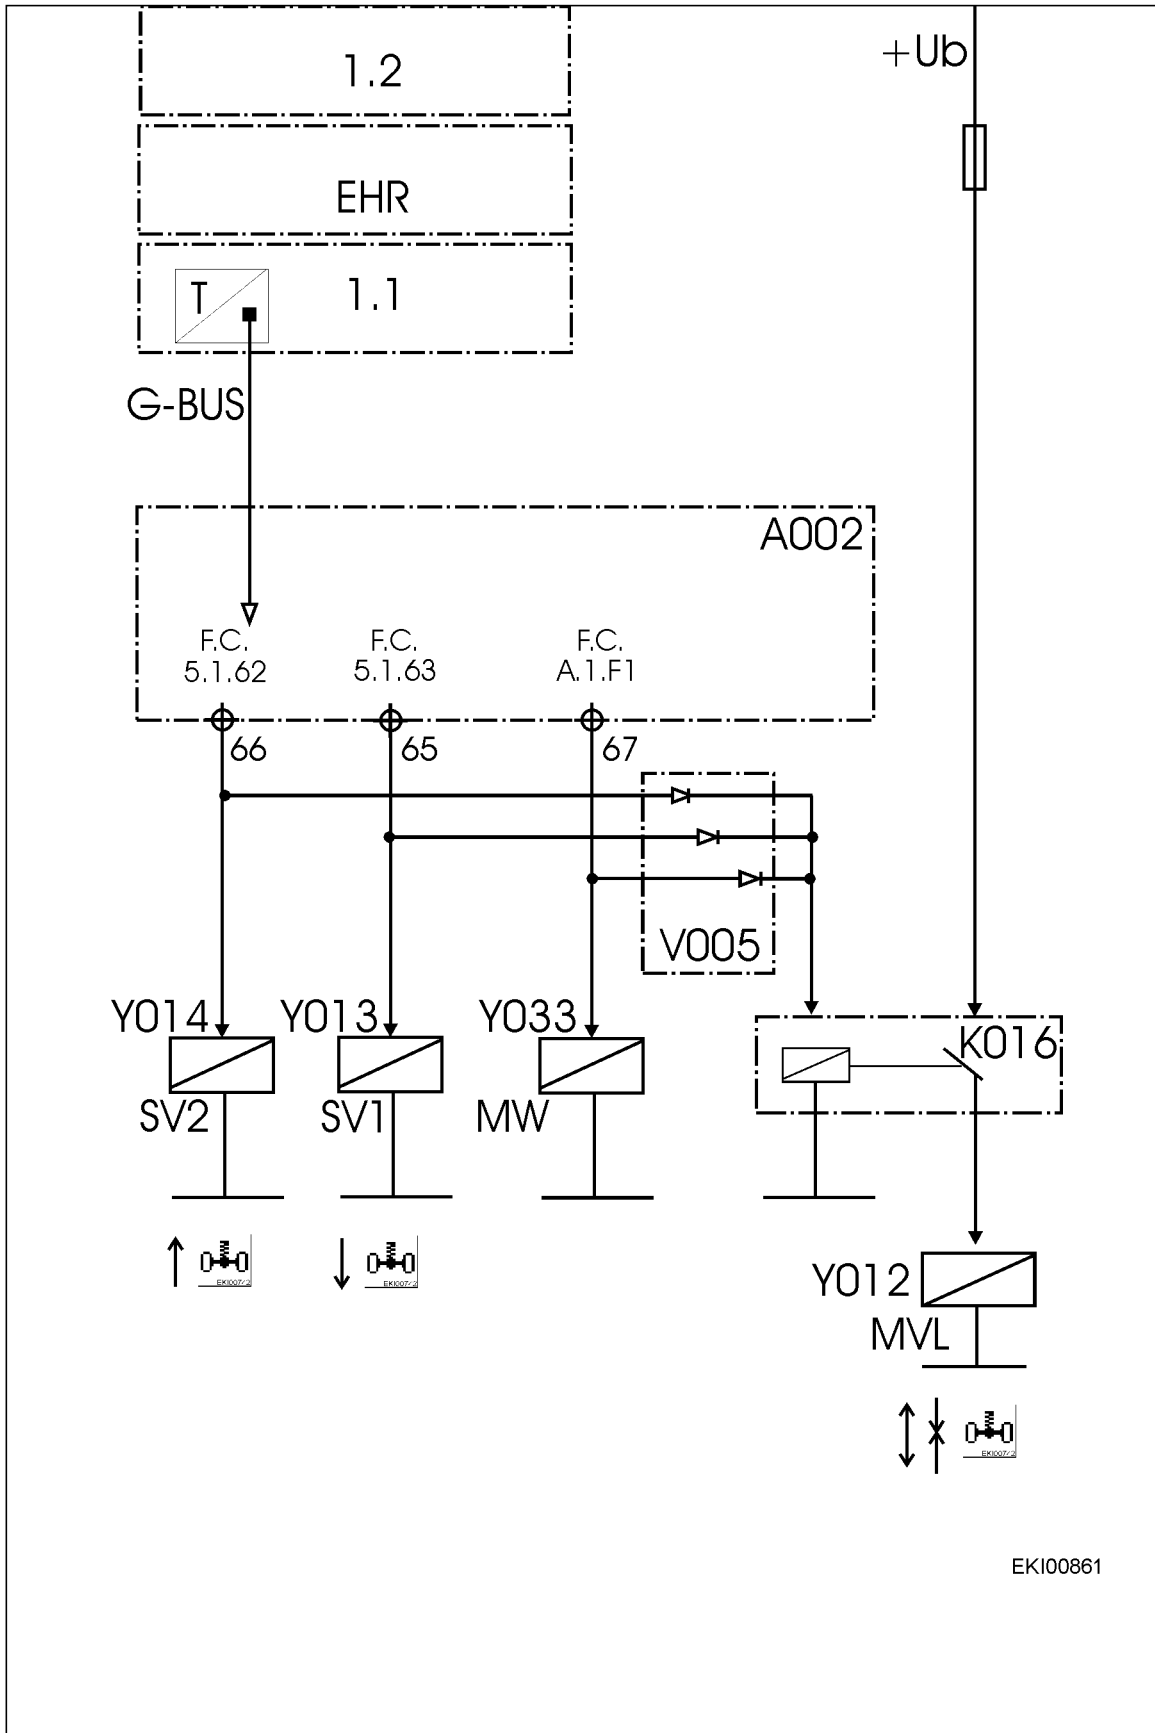 1.2
+Ub
EHR
T
1.1
G-BUS
A002
F.C.
5.1.62
F.C.
5.1.63
F.C.
A.1.F1
66
65
67
V005
Y014
Y013
Y033
K016
SV2
SV1
MW
Y012
MVL
EKI00861